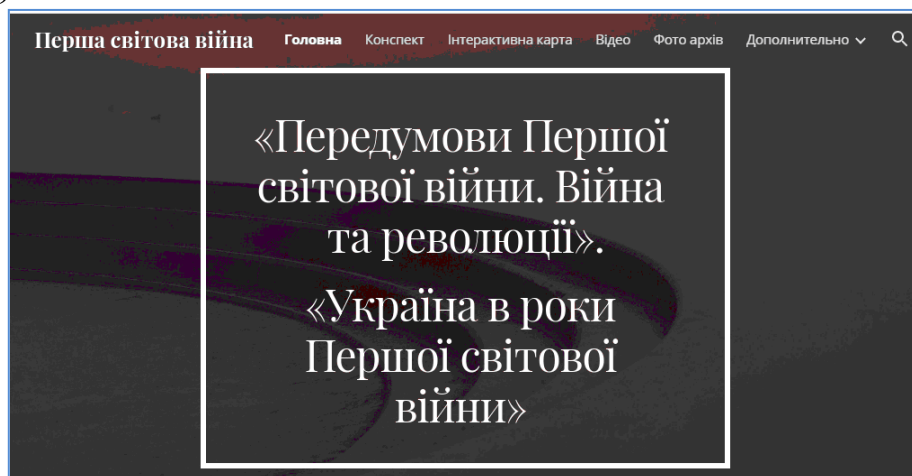 Перша світова війна Головна Конспект Інтерактивна карта Відео Фото архів Дополнительно
«Передумови Першої
світової війни. Війна
та революції».
«Україна в роки
Першої світової
війни»